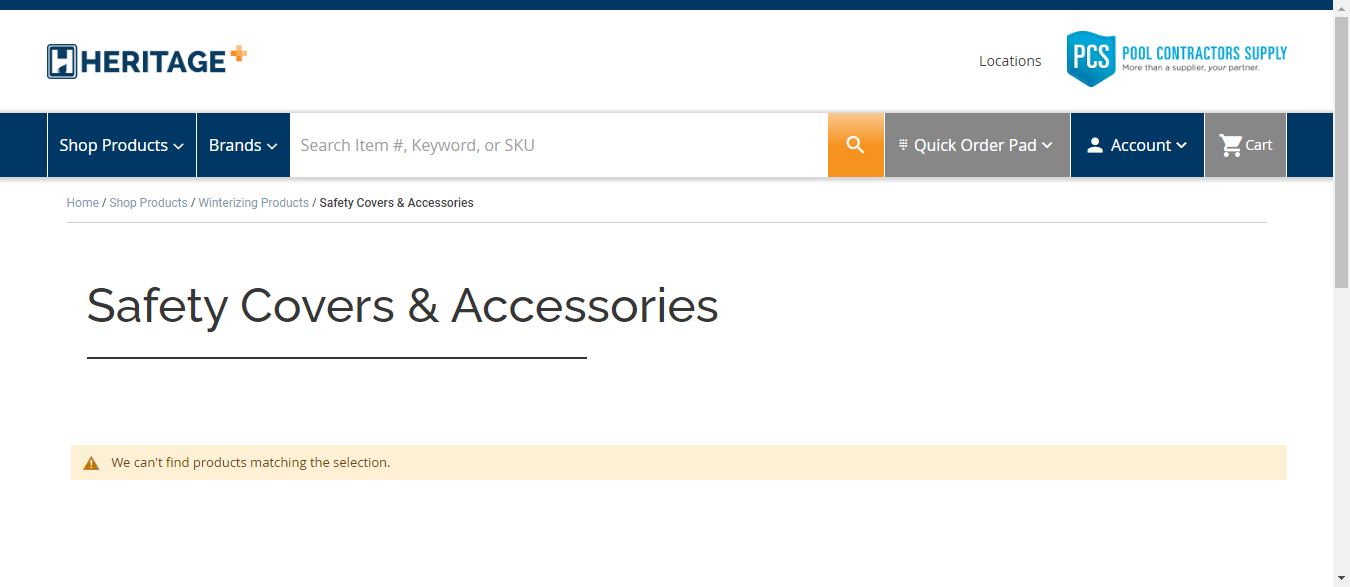 HERITAGE
Locations
PCS POOL CONTRACTORS SUPPLY
More than a supplier, your partner.
Shop Products
Brands
Search Item #, Keyword, or SKU
Quick Order Pad
Account
Cart
Home / Shop Products / Winterizing Products / Safety Covers & Accessories
Safety Covers & Accessories
We can't find products matching the selection.